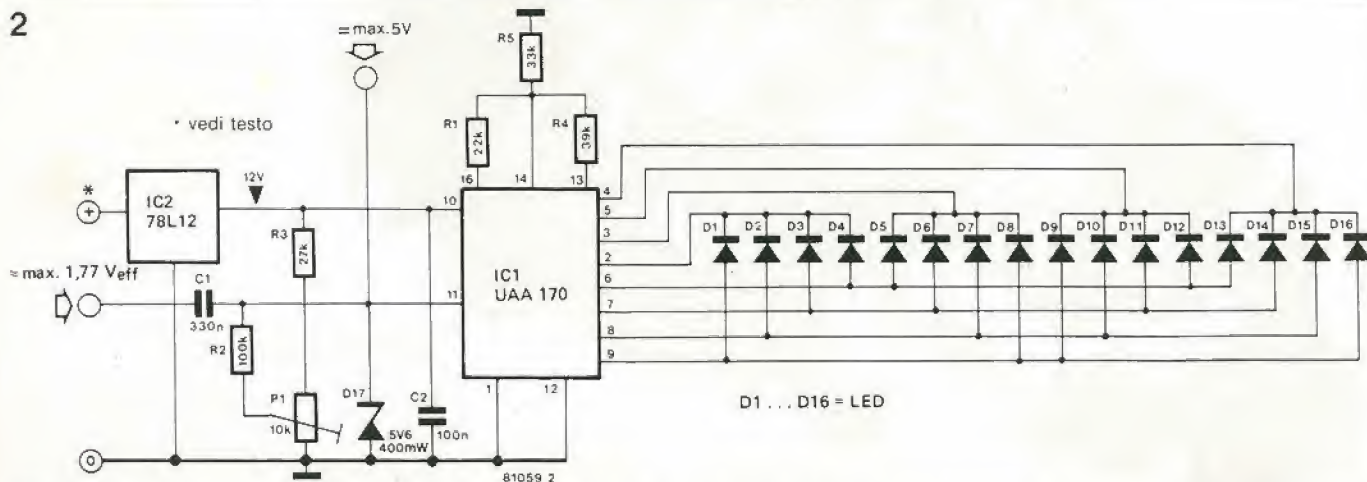 2
= max. 5V
* vedi testo
R5
33k
R1
22k
R4
39k
16
14
13
*
+
IC2
78L12
12V
10
R3
27k
IC1
UAA 170
4
5
3
2
6
7
8
9
D1
D2
D3
D4
D5
D6
D7
D8
D9
D10
D11
D12
D13
D14
D15
D16
≈ max. 1,77 Veff
C1
330n
11
R2
100k
P1
10k
D17
5V6
400mW
C2
100n
1
12
D1 ... D16 = LED
0
81059 2